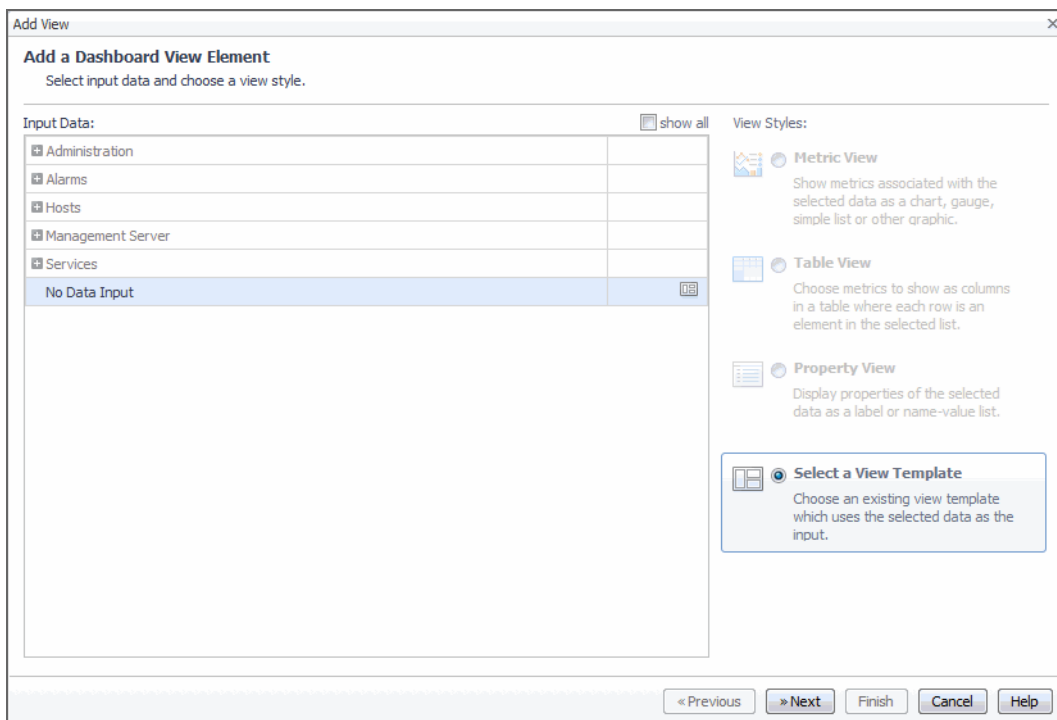 Add View
Add a Dashboard View Element
Select input data and choose a view style.
Input Data:
show all
Administration
Alarms
Hosts
Management Server
Services
No Data Input
View Styles:
Metric View
Show metrics associated with the
selected data as a chart, gauge,
simple list or other graphic.
Table View
Choose metrics to show as columns
in a table where each row is an
element in the selected list.
Property View
Display properties of the selected
data as a label or name-value list.
Select a View Template
Choose an existing view template
which uses the selected data as the
input.
« Previous
» Next
Finish
Cancel
Help